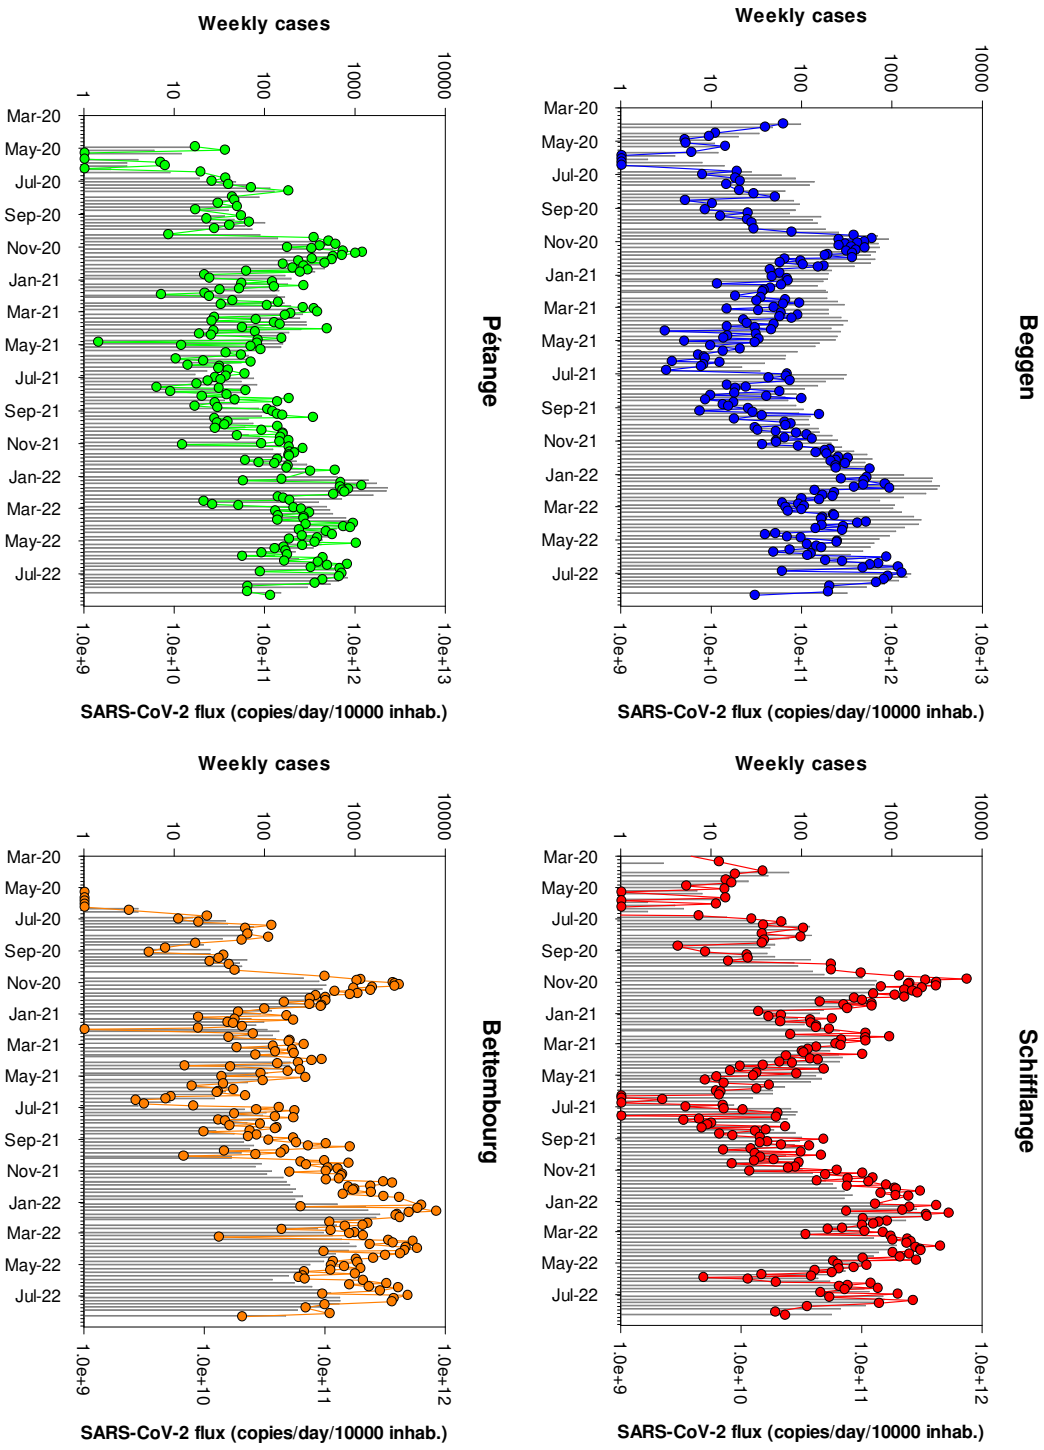 Beggen
Weekly cases
10000
1000
100
10
1
Mar-20
May-20
Jul-20
Sep-20
Nov-20
Jan-21
Mar-21
May-21
Jul-21
Sep-21
Nov-21
Jan-22
Mar-22
May-22
Jul-22
1.0e+13
1.0e+12
1.0e+11
1.0e+10
1.0e+9
SARS-CoV-2 flux (copies/day/10000 inhab.)
Schifflange
Weekly cases
10000
1000
100
10
1
Mar-20
May-20
Jul-20
Sep-20
Nov-20
Jan-21
Mar-21
May-21
Jul-21
Sep-21
Nov-21
Jan-22
Mar-22
May-22
Jul-22
1.0e+12
1.0e+11
1.0e+10
1.0e+9
SARS-CoV-2 flux (copies/day/10000 inhab.)
Pétange
Weekly cases
10000
1000
100
10
1
Mar-20
May-20
Jul-20
Sep-20
Nov-20
Jan-21
Mar-21
May-21
Jul-21
Sep-21
Nov-21
Jan-22
Mar-22
May-22
Jul-22
1.0e+13
1.0e+12
1.0e+11
1.0e+10
1.0e+9
SARS-CoV-2 flux (copies/day/10000 inhab.)
Bettembourg
Weekly cases
10000
1000
100
10
1
Mar-20
May-20
Jul-20
Sep-20
Nov-20
Jan-21
Mar-21
May-21
Jul-21
Sep-21
Nov-21
Jan-22
Mar-22
May-22
Jul-22
1.0e+12
1.0e+11
1.0e+10
1.0e+9
SARS-CoV-2 flux (copies/day/10000 inhab.)